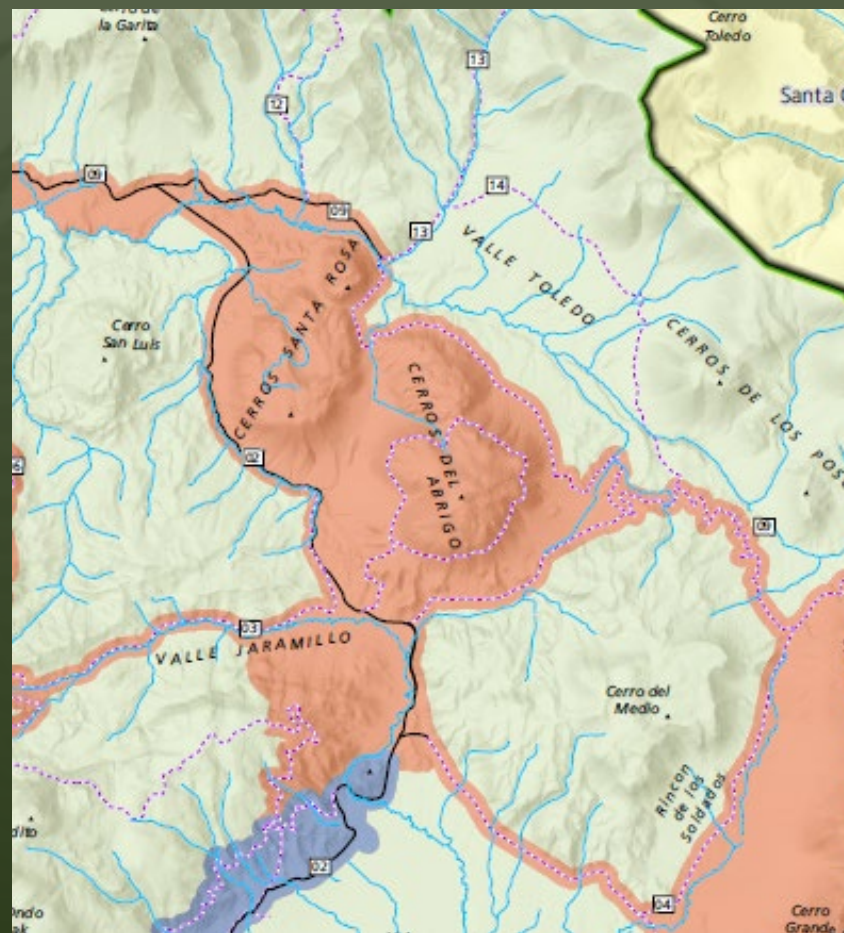 la Garita
Cerro
Toledo
Santa
13
12
09
14
09
13
VALLE TOLEDO
CERROS SANTA ROSA
Cerro
San Luis
CERROS DE LOS
CERROS DEL
ABRIGO
02
09
03
VALLE JARAMILLO
Cerro del
Medio
Rincon
de los
Soldados
02
04
Cerro
Grande